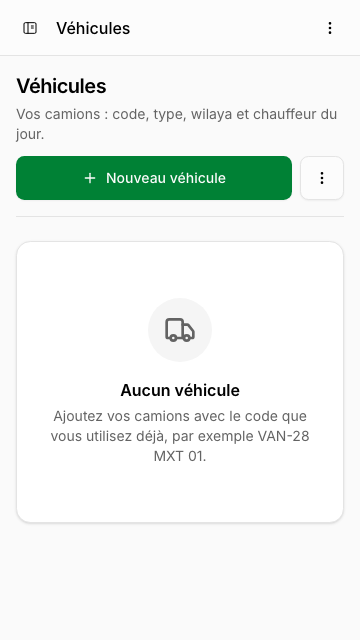 Véhicules
Véhicules
Vos camions : code, type, wilaya et chauffeur du
jour.
Nouveau véhicule
Aucun véhicule
Ajoutez vos camions avec le code que
vous utilisez déjà, par exemple VAN-28
MXT 01.